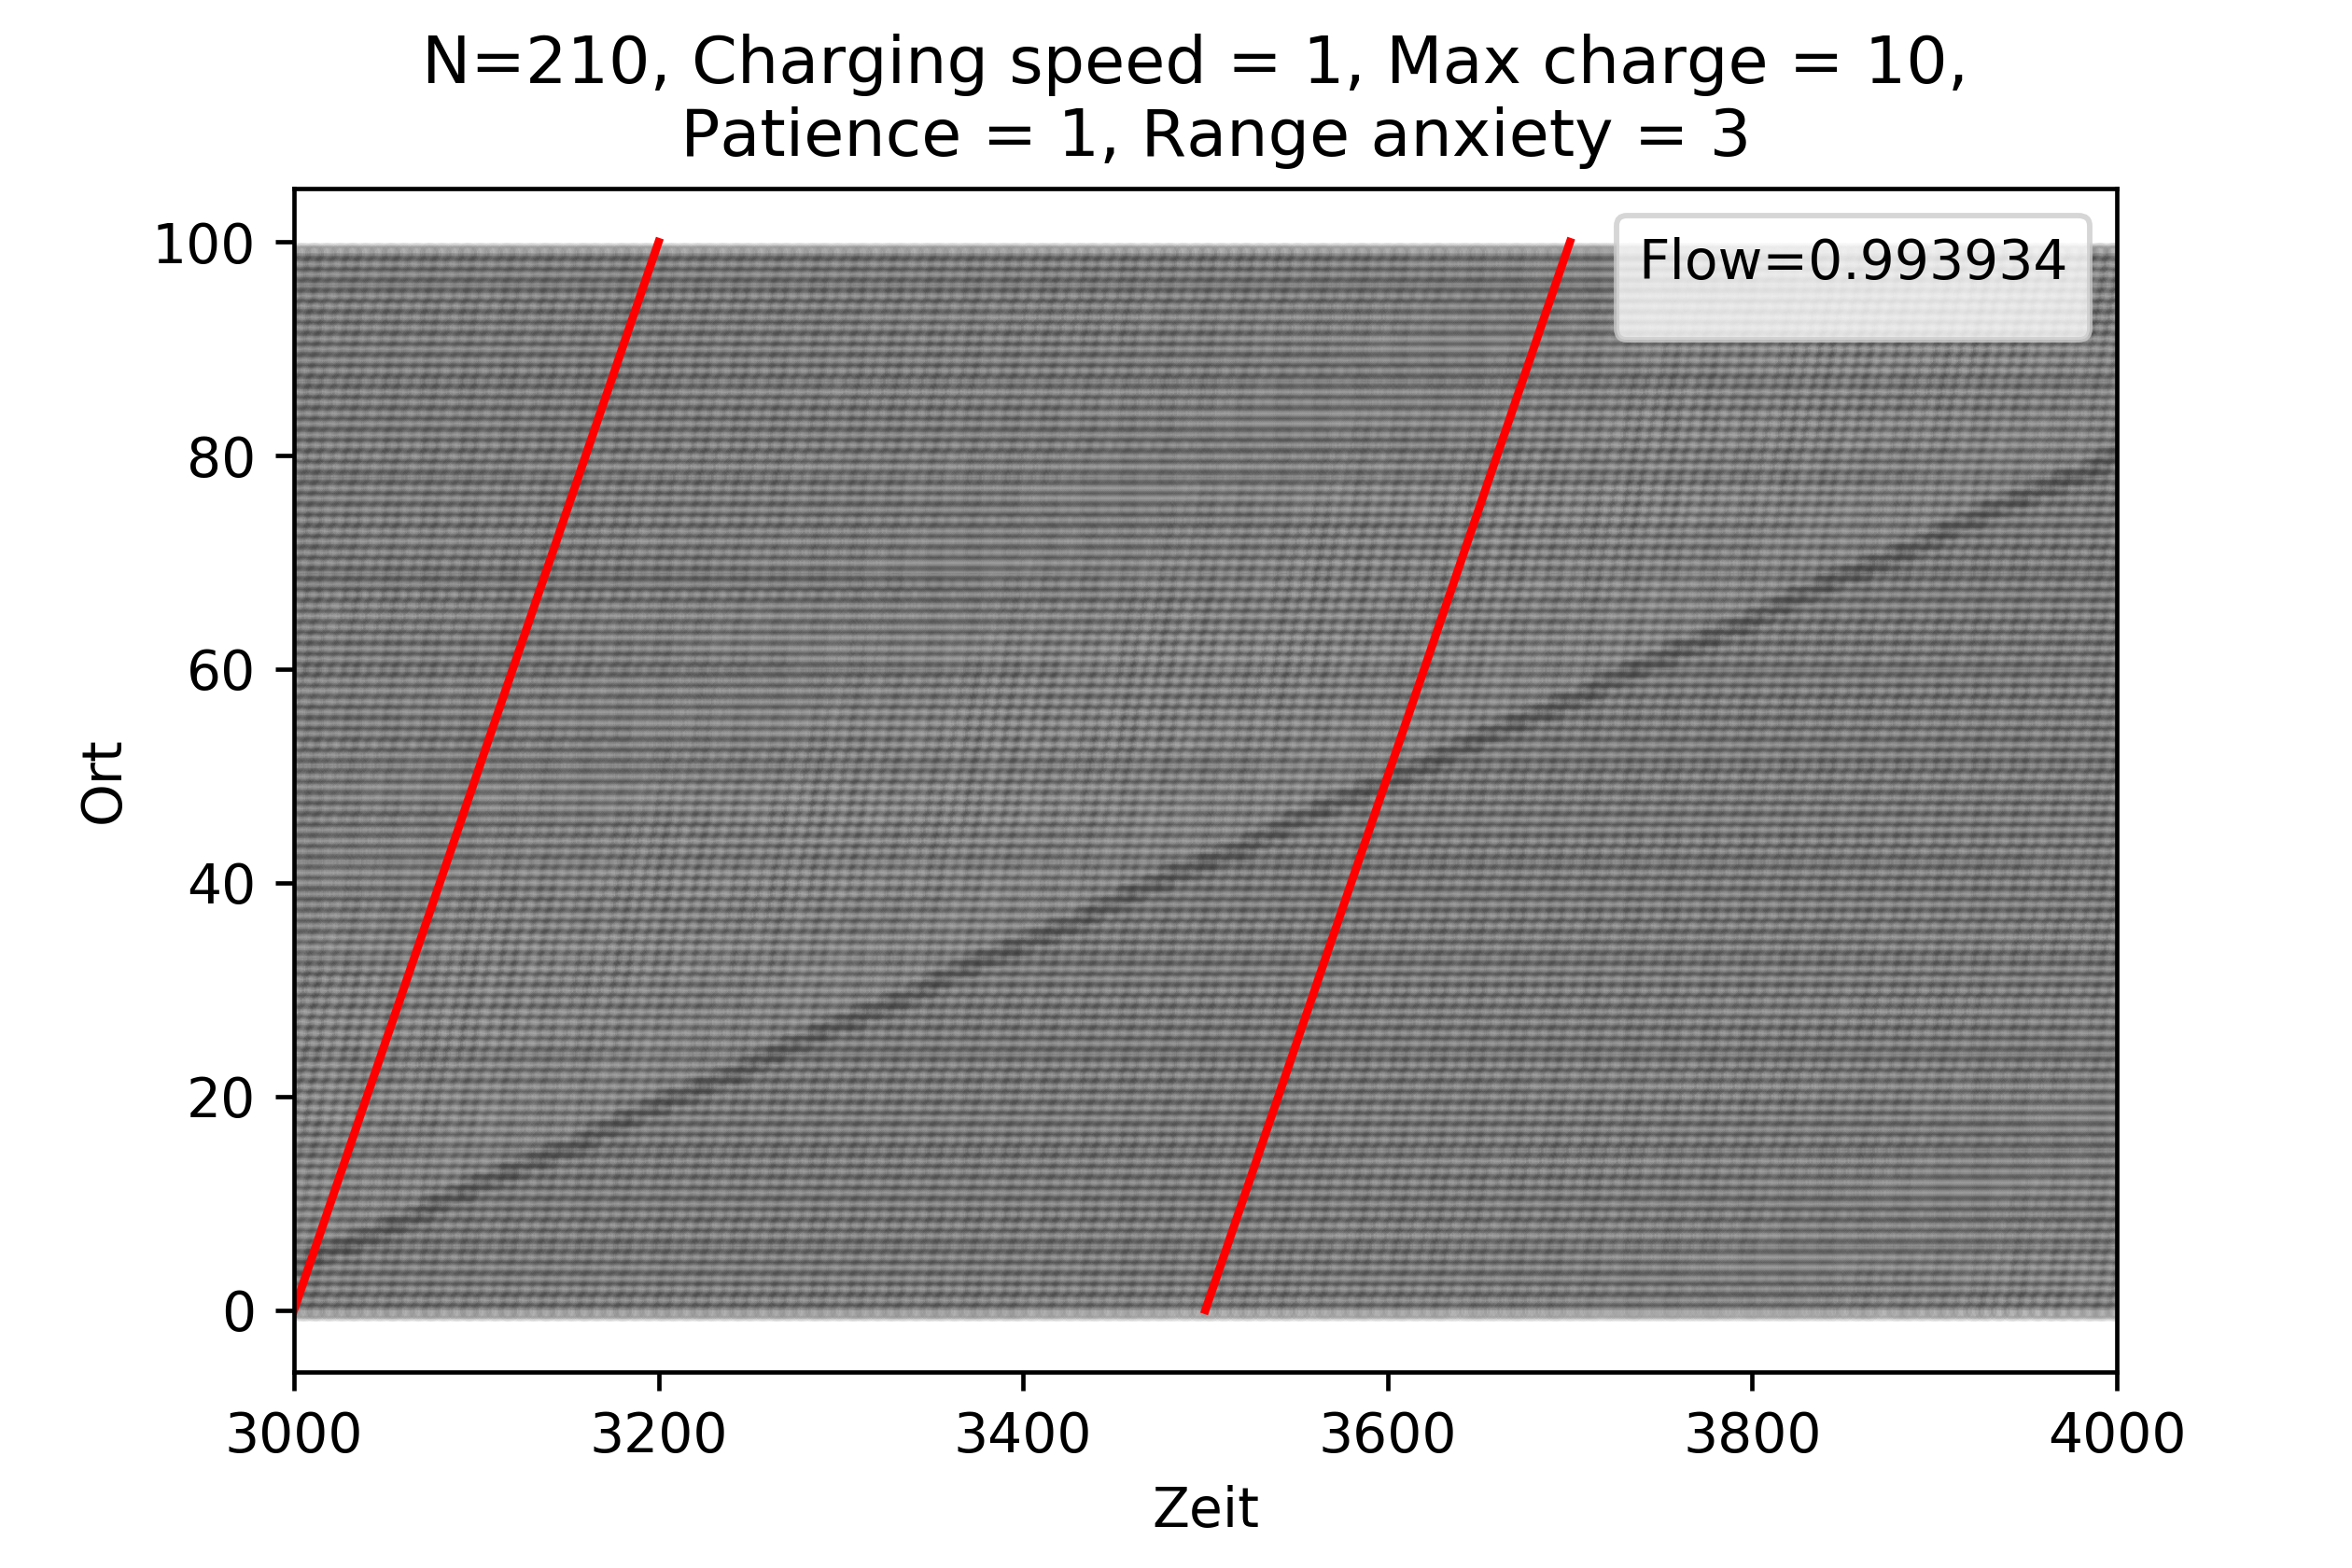 N=210, Charging speed = 1, Max charge = 10,
Patience = 1, Range anxiety = 3
Flow=0.993934
100
80
60
40
20
0
Ort
3000 3200 3400 3600 3800 4000
Zeit